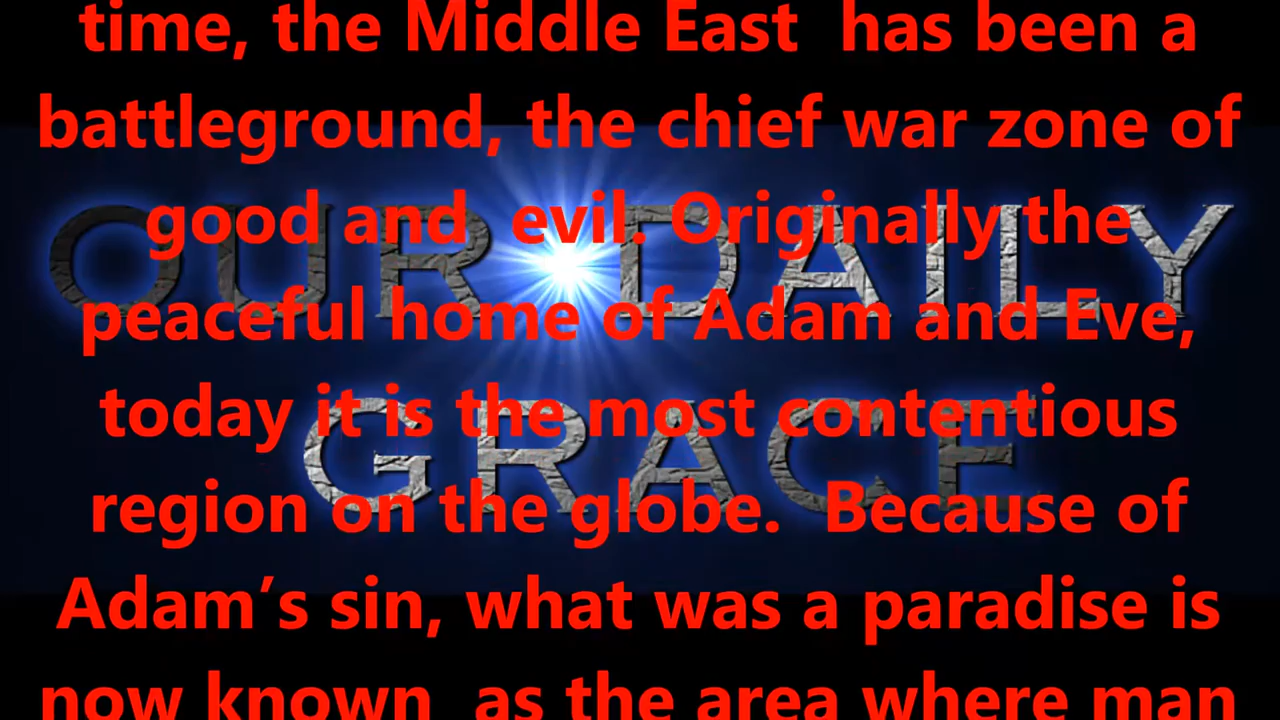 time, the Middle East  has been a
battleground, the chief war zone of
good and  evil. Originally the
peaceful home of Adam and Eve,
today it is the most contentious
region on the globe.  Because of
Adam’s sin, what was a paradise is
now known  as the area where man
OUR DAILY
GRACE